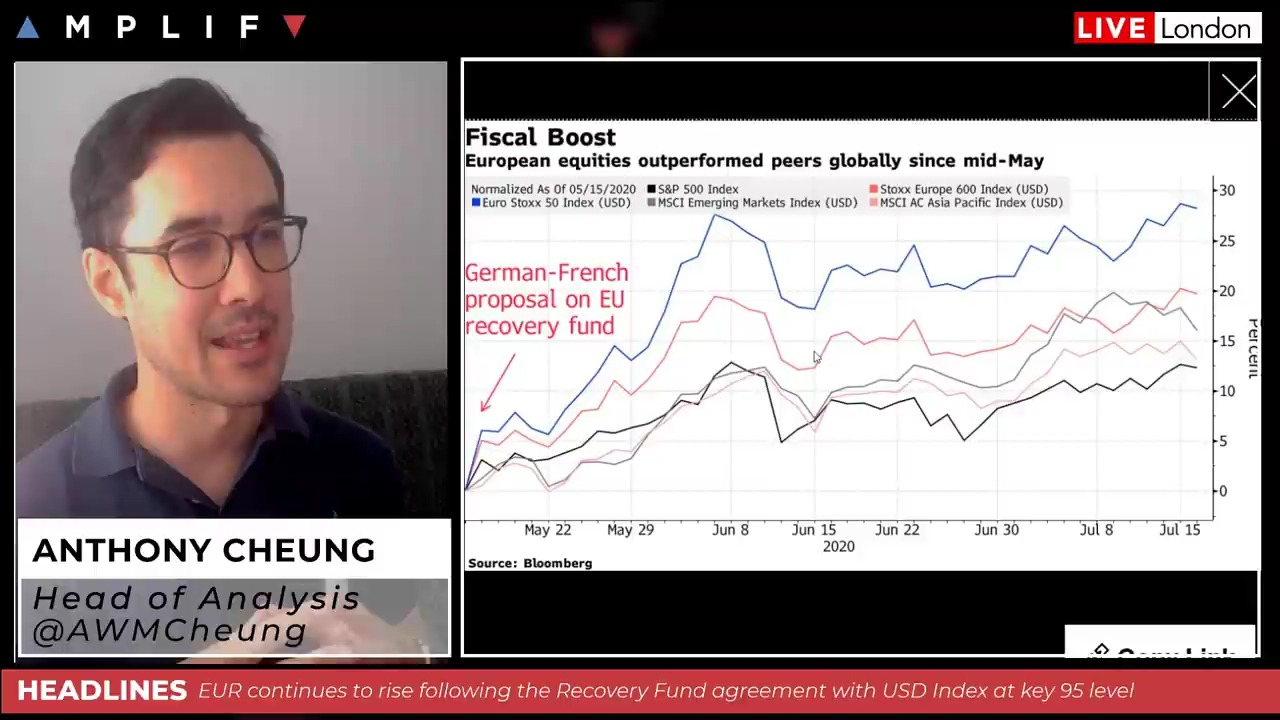 AMPLIFY
LIVE London
Fiscal Boost
European equities outperformed peers globally since mid-May
Normalized As Of 05/15/2020 S&P 500 Index Stoxx Europe 600 Index (USD)
Euro Stoxx 50 Index (USD) MSCI Emerging Markets Index (USD) MSCI AC Asia Pacific Index (USD)
German-French
proposal on EU
recovery fund
30
25
20
15
10
5
0
Percent
May 22 May 29 Jun 8 Jun 15 Jun 22 Jun 30 Jul 8 Jul 15
2020
Source: Bloomberg
Copy Link
ANTHONY CHEUNG
Head of Analysis
@AWMCheung
HEADLINES EUR continues to rise following the Recovery Fund agreement with USD Index at key 95 level